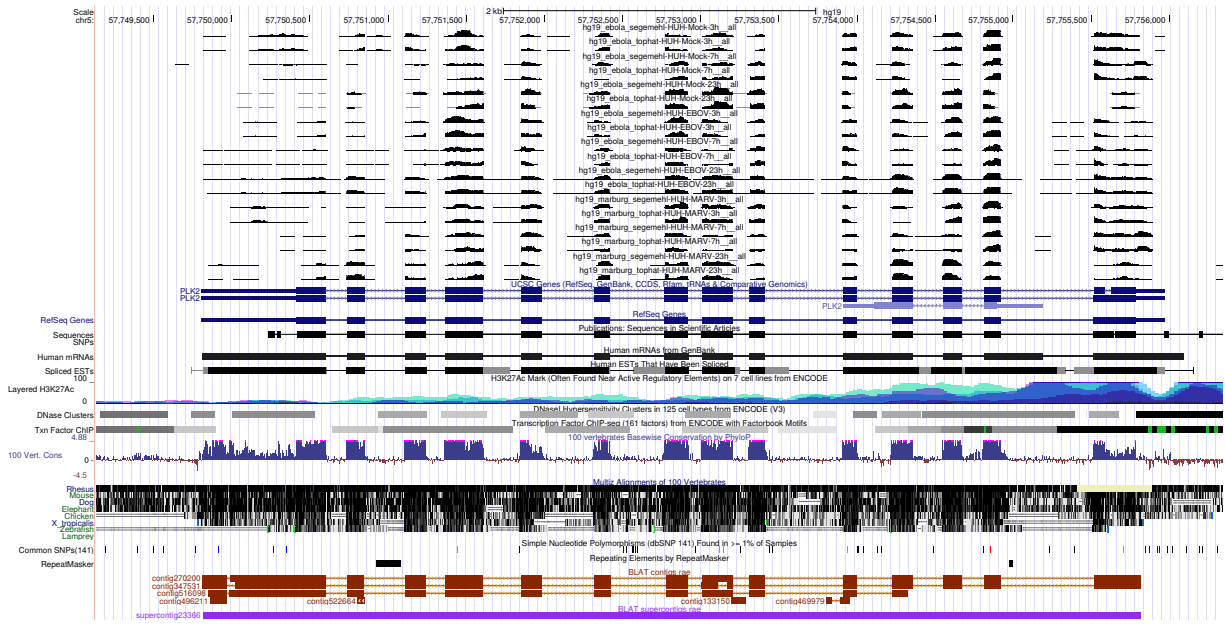 Scale 2 kb hg19
chr5: 57,749,500 57,750,000 57,750,500 57,751,000 57,751,500 57,752,000 57,752,500 57,753,000 57,753,500 57,754,000 57,754,500 57,755,000 57,755,500 57,756,000
hg19_ebola_segemehl-HUH-Mock-3h__all
hg19_ebola_tophat-HUH-Mock-3h__all
hg19_ebola_segemehl-HUH-Mock-7h__all
hg19_ebola_tophat-HUH-Mock-7h__all
hg19_ebola_segemehl-HUH-Mock-23h__all
hg19_ebola_tophat-HUH-Mock-23h__all
hg19_ebola_segemehl-HUH-EBOV-3h__all
hg19_ebola_tophat-HUH-EBOV-3h__all
hg19_ebola_segemehl-HUH-EBOV-7h__all
hg19_ebola_tophat-HUH-EBOV-7h__all
hg19_ebola_segemehl-HUH-EBOV-23h__all
hg19_ebola_tophat-HUH-EBOV-23h__all
hg19_marburg_segemehl-HUH-MARV-3h__all
hg19_marburg_tophat-HUH-MARV-3h__all
hg19_marburg_segemehl-HUH-MARV-7h__all
hg19_marburg_tophat-HUH-MARV-7h__all
hg19_marburg_segemehl-HUH-MARV-23h__all
hg19_marburg_tophat-HUH-MARV-23h__all
UCSC Genes (RefSeq, GenBank, CCDS, Rfam, tRNAs & Comparative Genomics)
PLK2
PLK2
PLK2
RefSeq Genes
RefSeq Genes
Publications: Sequences in Scientific Articles
Sequences
SNPs
Human mRNAs from GenBank
Human mRNAs
Human ESTs That Have Been Spliced
Spliced ESTs
H3K27Ac Mark (Often Found Near Active Regulatory Elements) on 7 cell lines from ENCODE
100
Layered H3K27Ac
0
DNaseI Hypersensitivity Clusters in 125 cell types from ENCODE (V3)
DNase Clusters
Transcription Factor ChIP-seq (161 factors) from ENCODE with Factorbook Motifs
Txn Factor ChIP
100 vertebrates Basewise Conservation by PhyloP
4.88
100 Vert. Cons
0
-4.5
Multiz Alignments of 100 Vertebrates
Rhesus
Mouse
Dog
Elephant
Chicken
X_tropicalis
Zebrafish
Lamprey
Simple Nucleotide Polymorphisms (dbSNP 141) Found in >= 1% of Samples
Common SNPs(141)
Repeating Elements by RepeatMasker
RepeatMasker
BLAT contigs rae
contig270200
contig347531
contig516098
contig496211 contig522664 contig133150 contig469979
BLAT supercontigs rae
supercontig23366